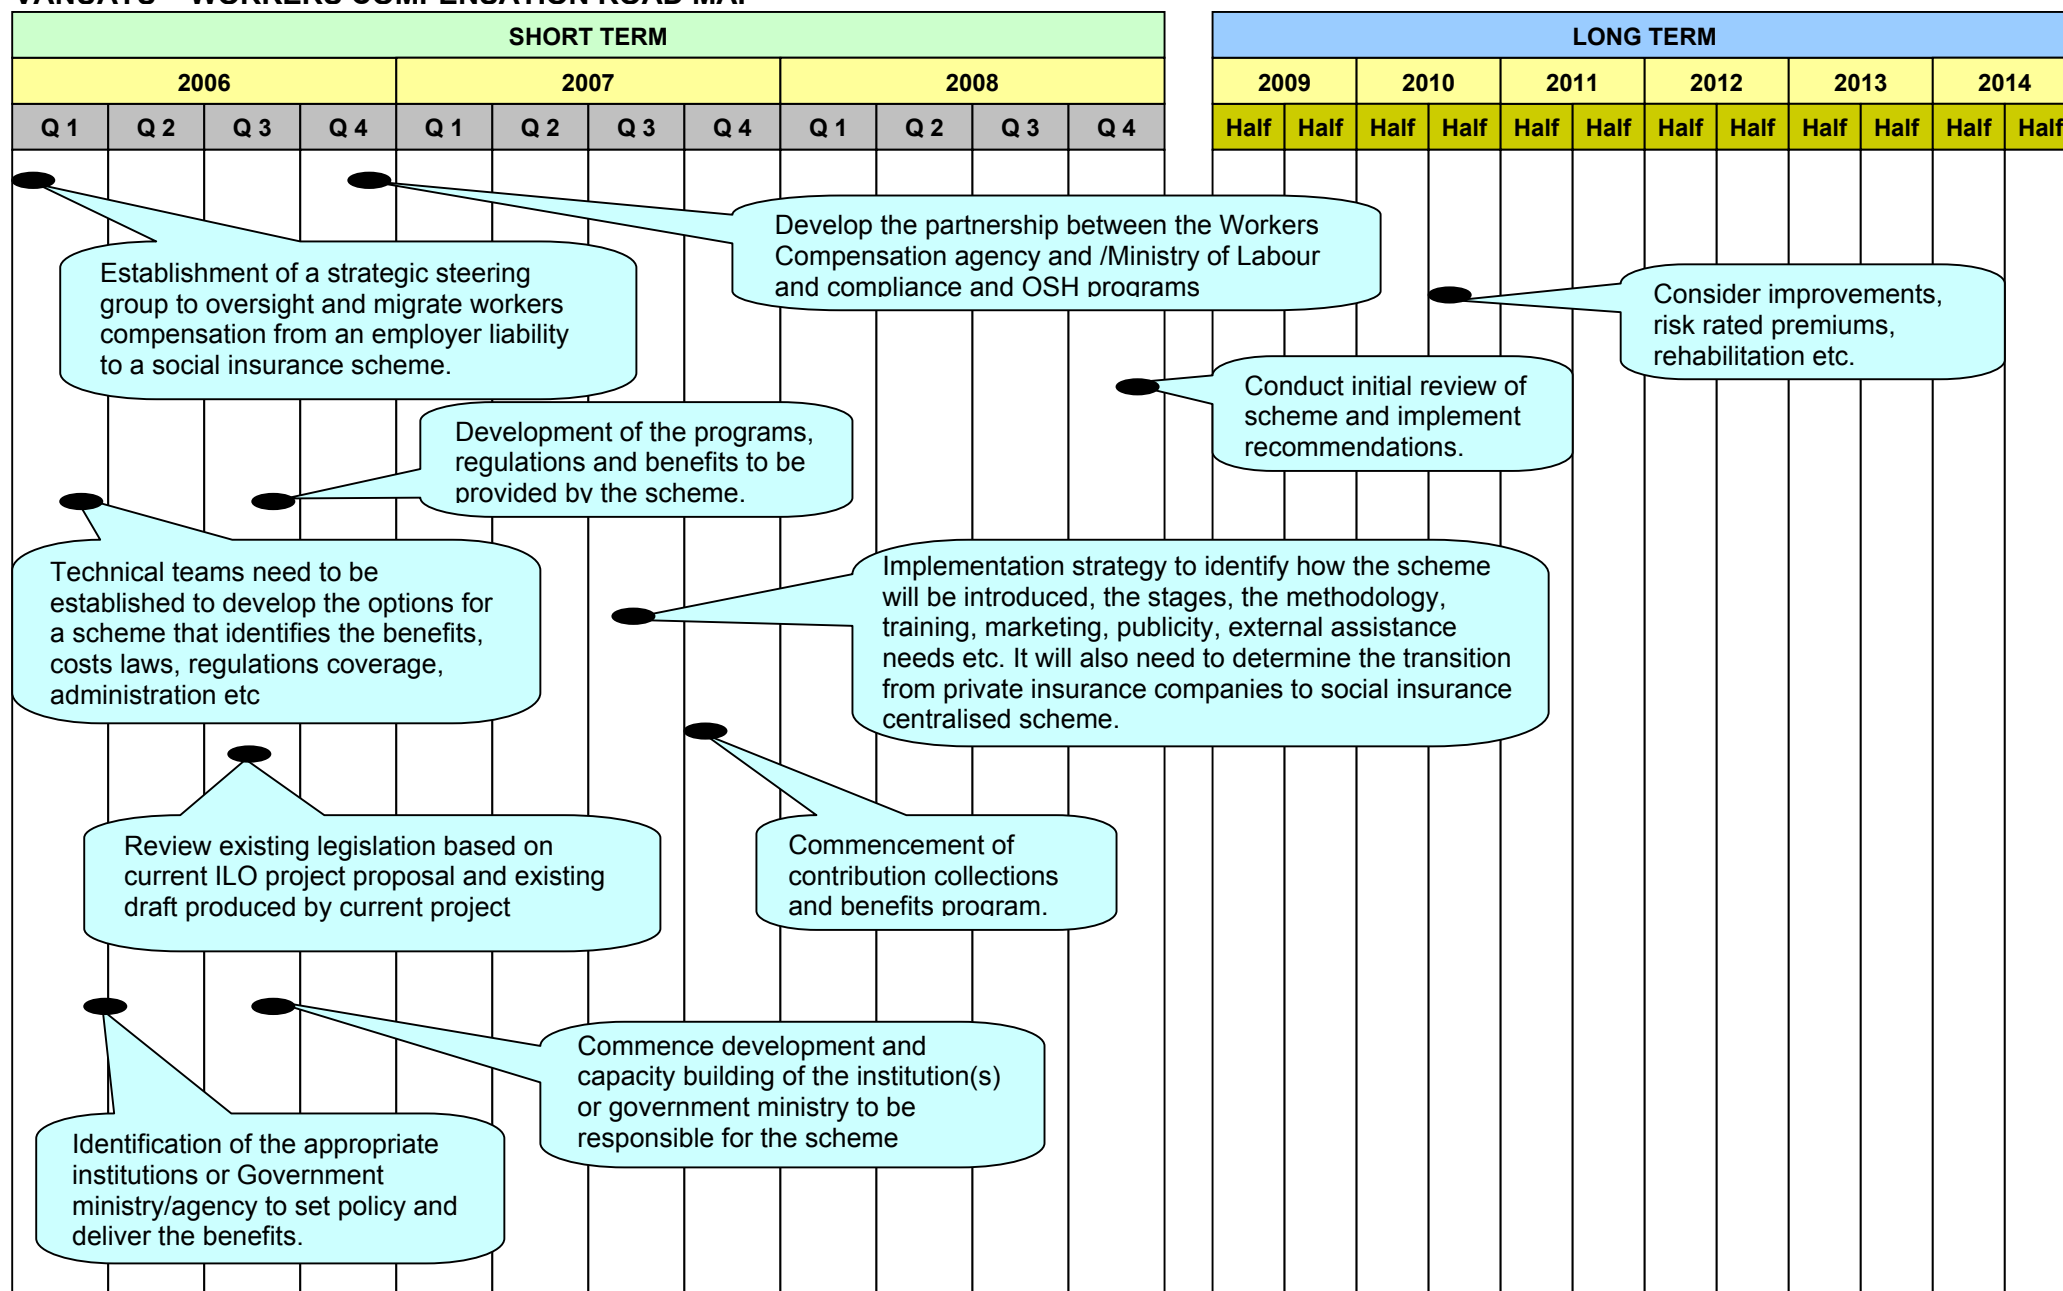 VANUATU – WORKERS COMPENSATION ROAD MAP
SHORT TERM
LONG TERM
2006 2007 2008 2009 2010 2011 2012 2013 2014
Q 1 Q 2 Q 3 Q 4 Q 1 Q 2 Q 3 Q 4 Q 1 Q 2 Q 3 Q 4 Half Half Half Half Half Half Half Half Half Half Half Half
Develop the partnership between the Workers
Compensation agency and /Ministry of Labour
and compliance and OSH programs
Establishment of a strategic steering
group to oversight and migrate workers
compensation from an employer liability
to a social insurance scheme.
Consider improvements,
risk rated premiums,
rehabilitation etc.
Conduct initial review of
scheme and implement
recommendations.
Development of the programs,
regulations and benefits to be
provided by the scheme.
Technical teams need to be
established to develop the options for
a scheme that identifies the benefits,
costs laws, regulations coverage,
administration etc
Implementation strategy to identify how the scheme
will be introduced, the stages, the methodology,
training, marketing, publicity, external assistance
needs etc. It will also need to determine the transition
from private insurance companies to social insurance
centralised scheme.
Review existing legislation based on
current ILO project proposal and existing
draft produced by current project
Commencement of
contribution collections
and benefits program.
Commence development and
capacity building of the institution(s)
or government ministry to be
responsible for the scheme
Identification of the appropriate
institutions or Government
ministry/agency to set policy and
deliver the benefits.